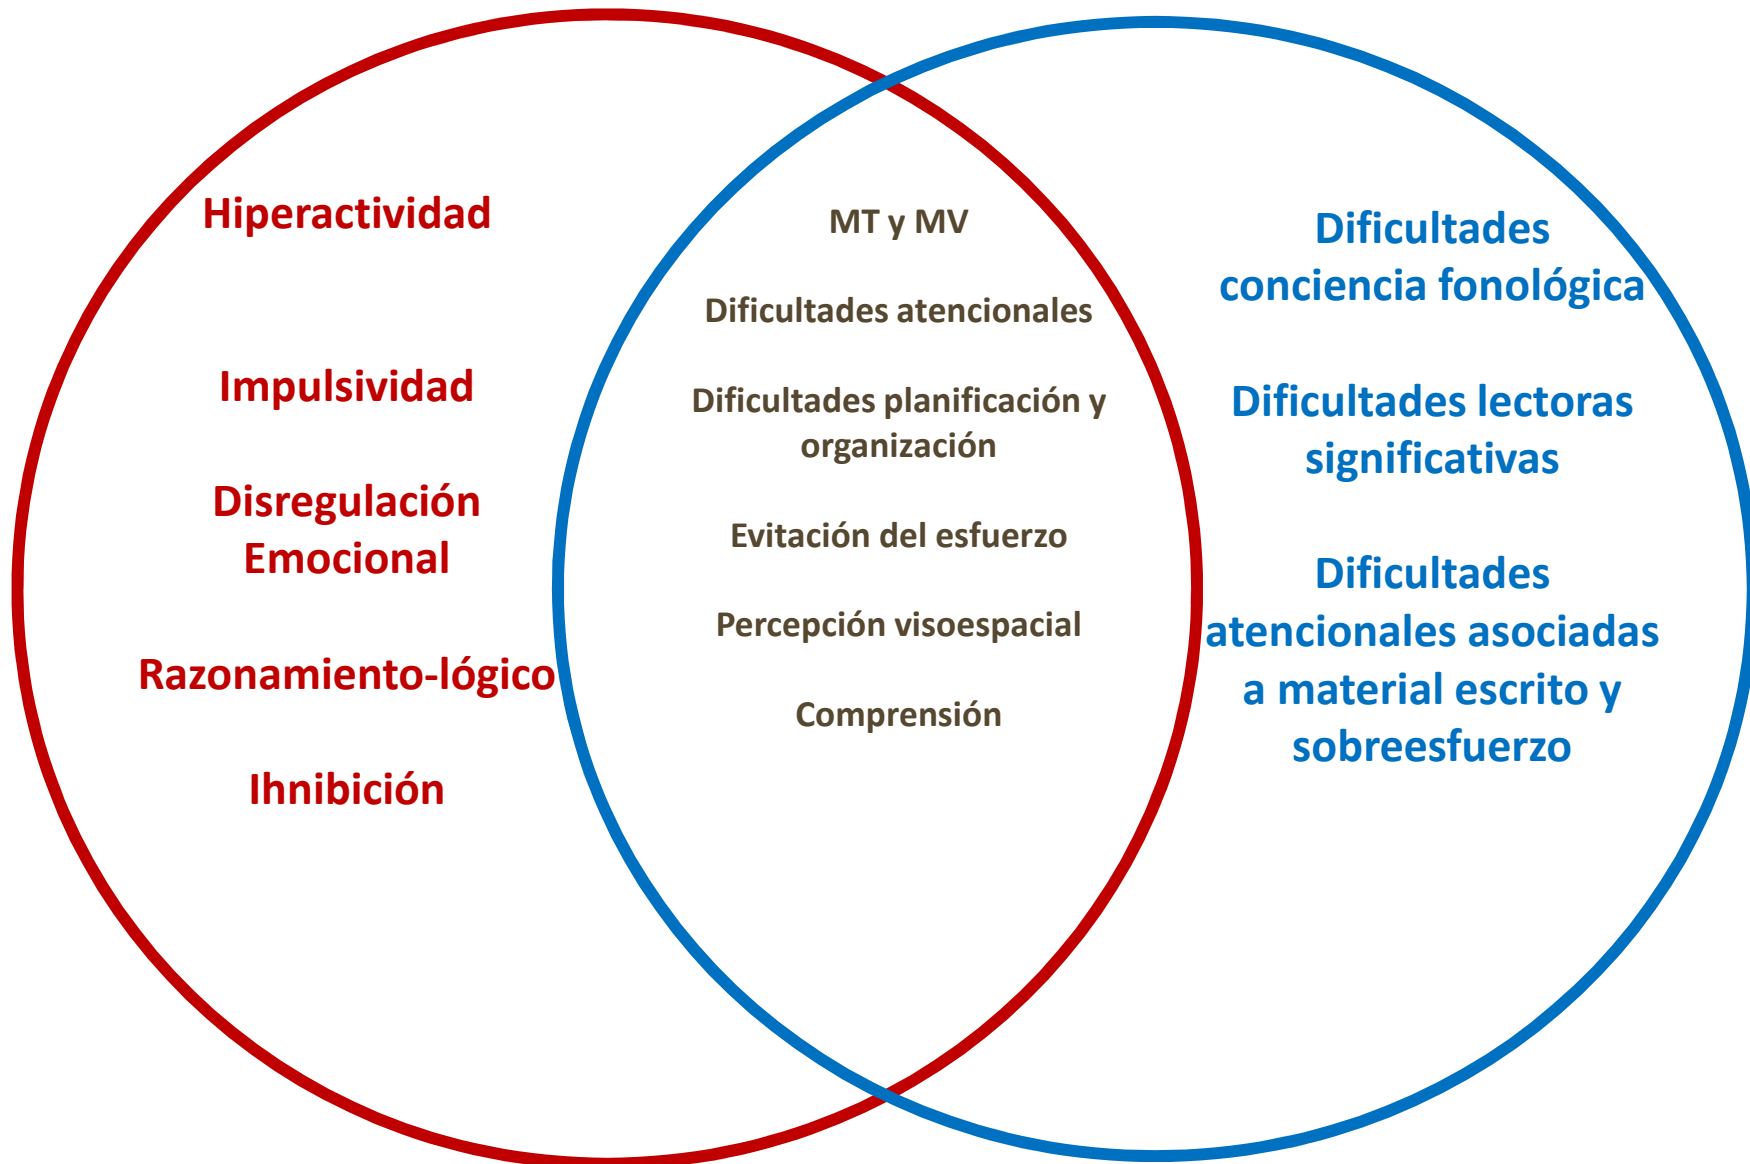 Hiperactividad
Impulsividad
Disregulación
Emocional
Razonamiento-lógico
Ihnibición
MT y MV
Dificultades atencionales
Dificultades planificación y
organización
Evitación del esfuerzo
Percepción visoespacial
Comprensión
Dificultades
conciencia fonológica
Dificultades lectoras
significativas
Dificultades
atencionales asociadas
a material escrito y
sobreesfuerzo